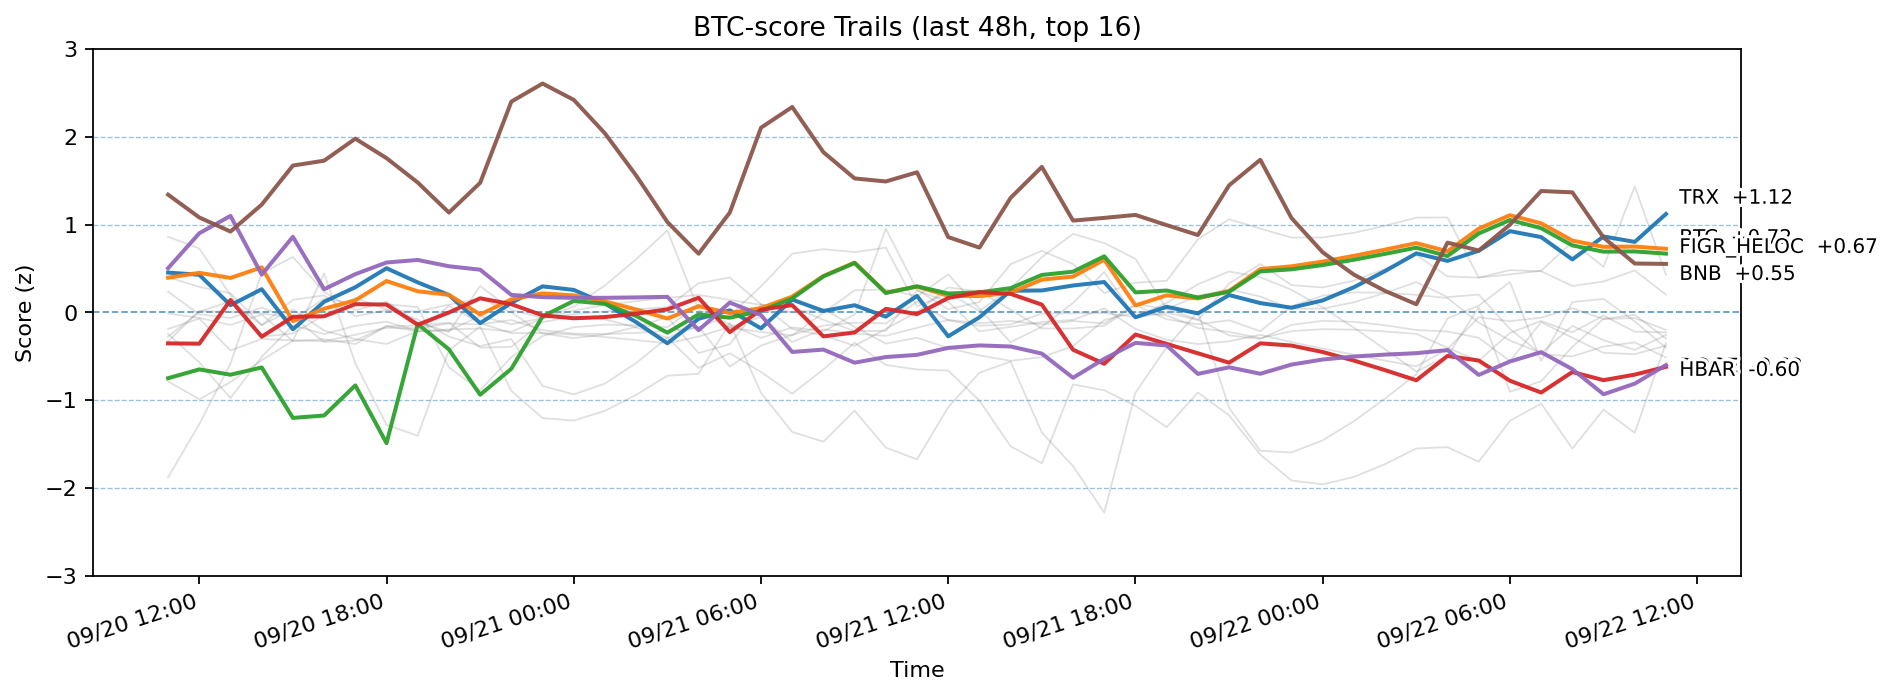 BTC-score Trails (last 48h, top 16)
Score (z)
3
2
1
0
−1
−2
−3
TRX +1.12
FIGR_HELOC +0.67
BNB +0.55
HBAR -0.60
09/20 12:00
09/20 18:00
09/21 00:00
09/21 06:00
09/21 12:00
09/21 18:00
09/22 00:00
09/22 06:00
09/22 12:00
Time